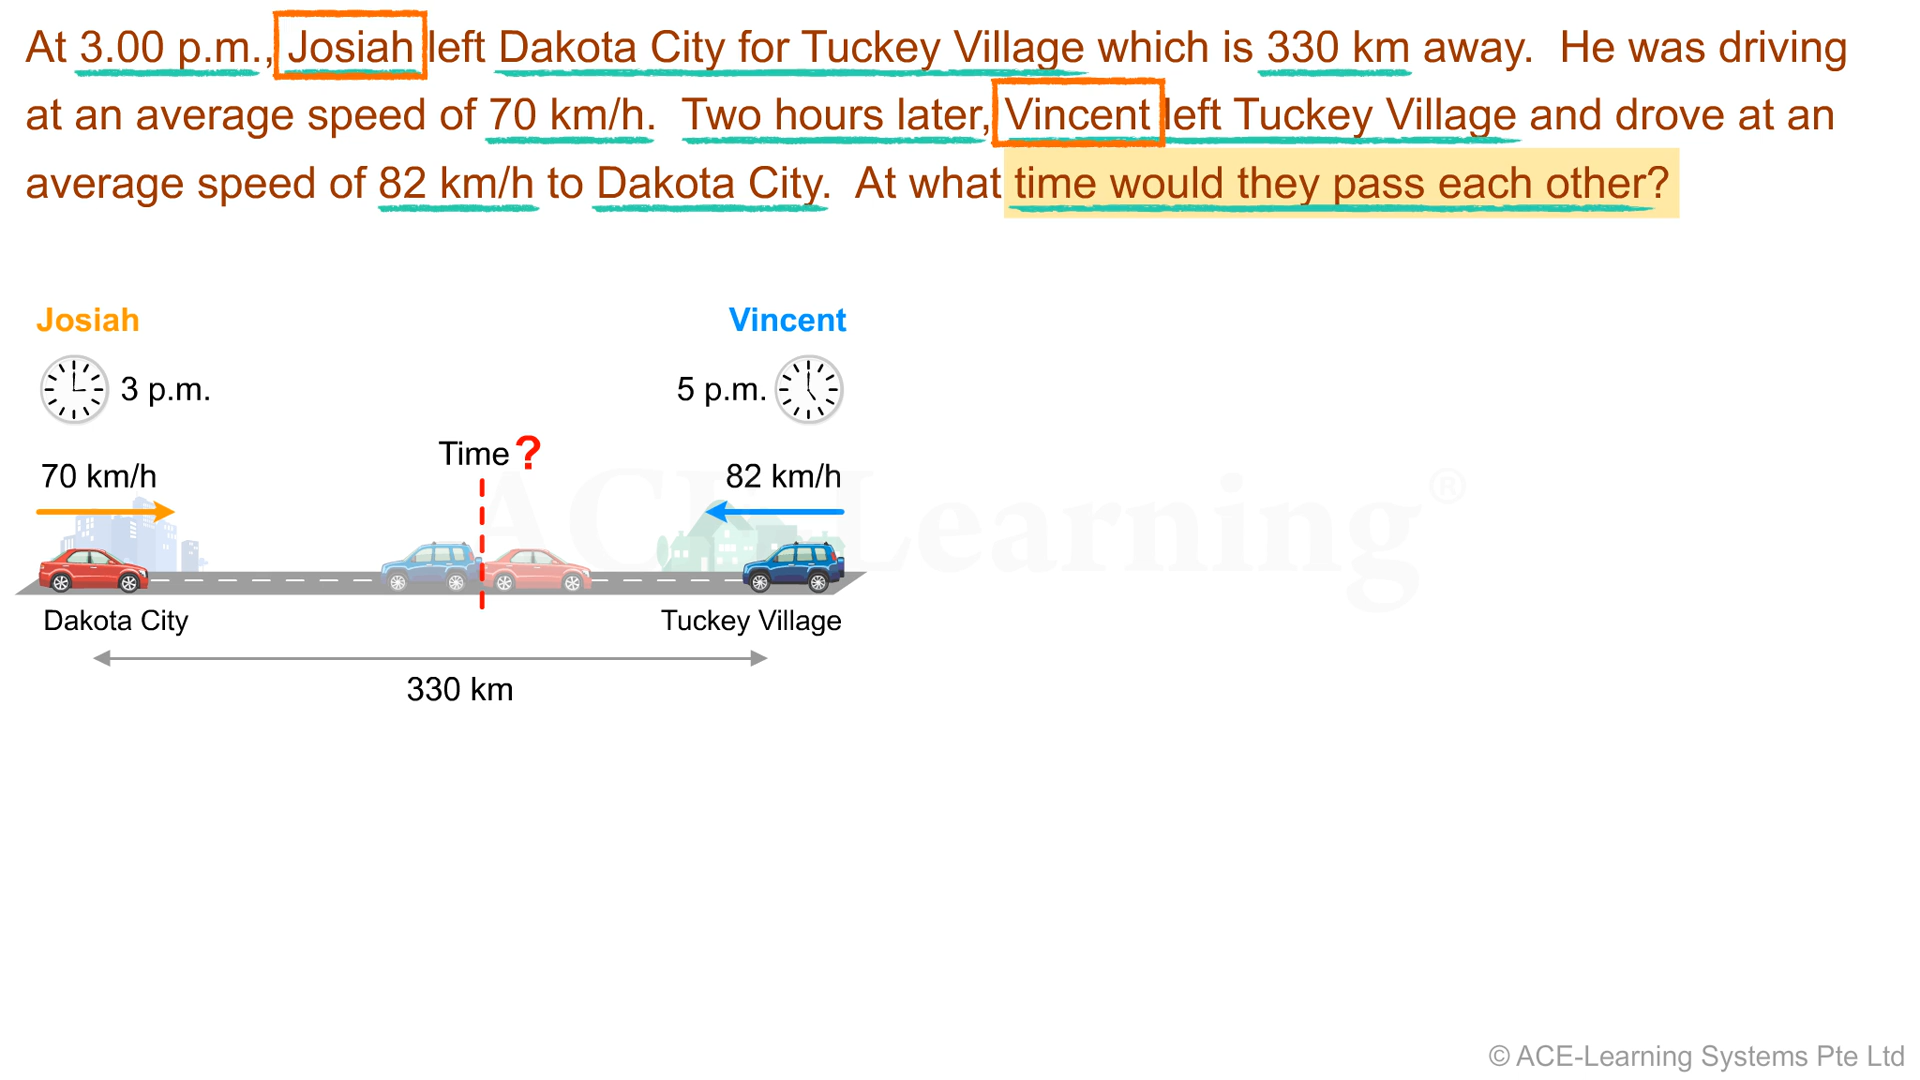 At 3.00 p.m., Josiah left Dakota City for Tuckey Village which is 330 km away. He was driving
at an average speed of 70 km/h. Two hours later, Vincent left Tuckey Village and drove at an
average speed of 82 km/h to Dakota City. At what time would they pass each other?
Josiah
Vincent
3 p.m.
5 p.m.
Time ?
70 km/h
82 km/h
ACE-Learning®
Dakota City
Tuckey Village
330 km
© ACE-Learning Systems Pte Ltd